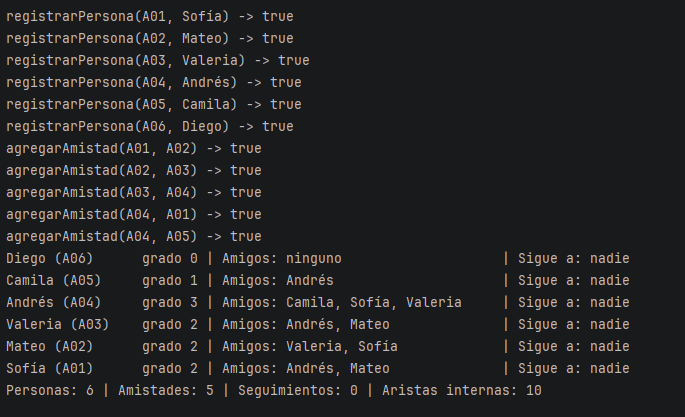 registrarPersona(A01, Sofía) -> true
registrarPersona(A02, Mateo) -> true
registrarPersona(A03, Valeria) -> true
registrarPersona(A04, Andrés) -> true
registrarPersona(A05, Camila) -> true
registrarPersona(A06, Diego) -> true
agregarAmistad(A01, A02) -> true
agregarAmistad(A02, A03) -> true
agregarAmistad(A03, A04) -> true
agregarAmistad(A04, A01) -> true
agregarAmistad(A04, A05) -> true
Diego (A06)      grado 0 | Amigos: ninguno                    | Sigue a: nadie
Camila (A05)     grado 1 | Amigos: Andrés                     | Sigue a: nadie
Andrés (A04)     grado 3 | Amigos: Camila, Sofía, Valeria     | Sigue a: nadie
Valeria (A03)    grado 2 | Amigos: Andrés, Mateo              | Sigue a: nadie
Mateo (A02)      grado 2 | Amigos: Valeria, Sofía             | Sigue a: nadie
Sofía (A01)      grado 2 | Amigos: Andrés, Mateo              | Sigue a: nadie
Personas: 6 | Amistades: 5 | Seguimientos: 0 | Aristas internas: 10